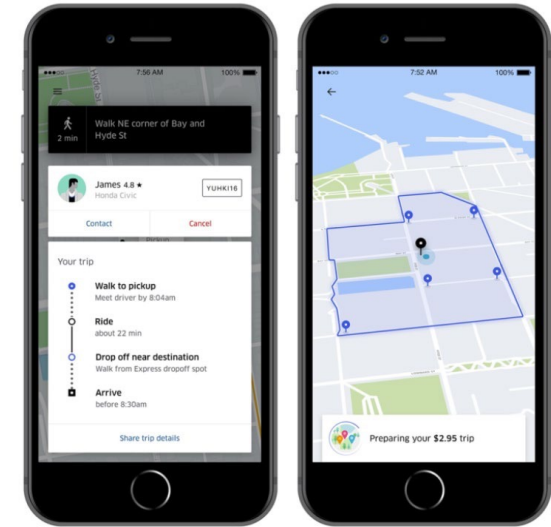 7:56 AM
100%
Walk NE corner of Bay and
Hyde St
2 min
James 4.8 ★
Honda Civic
YUHKI16
Contact
Cancel
Pickup
Your trip
Walk to pickup
Meet driver by 8:04am
Ride
about 22 min
Drop off near destination
Walk from Express dropoff spot
Arrive
before 8:30am
Share trip details
7:52 AM
100%
Preparing your $2.95 trip